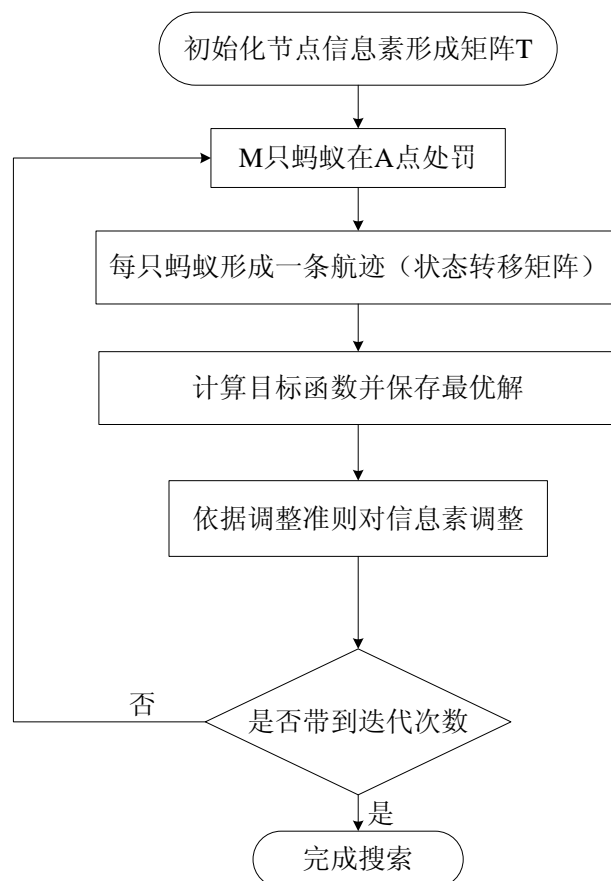 初始化节点信息素形成矩阵T
M只蚂蚁在A点处罚
每只蚂蚁形成一条航迹（状态转移矩阵）
计算目标函数并保存最优解
依据调整准则对信息素调整
否
是否带到迭代次数
是
完成搜索